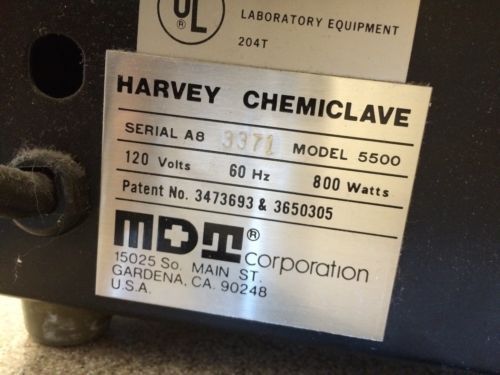 UL
®
LABORATORY EQUIPMENT
204T
HARVEY CHEMICLAVE
SERIAL A8 3371 MODEL 5500
120 Volts 60 Hz 800 Watts
Patent No. 3473693 & 3650305
MDT® corporation
15025 So. MAIN ST.
GARDENA, CA. 90248
U.S.A.